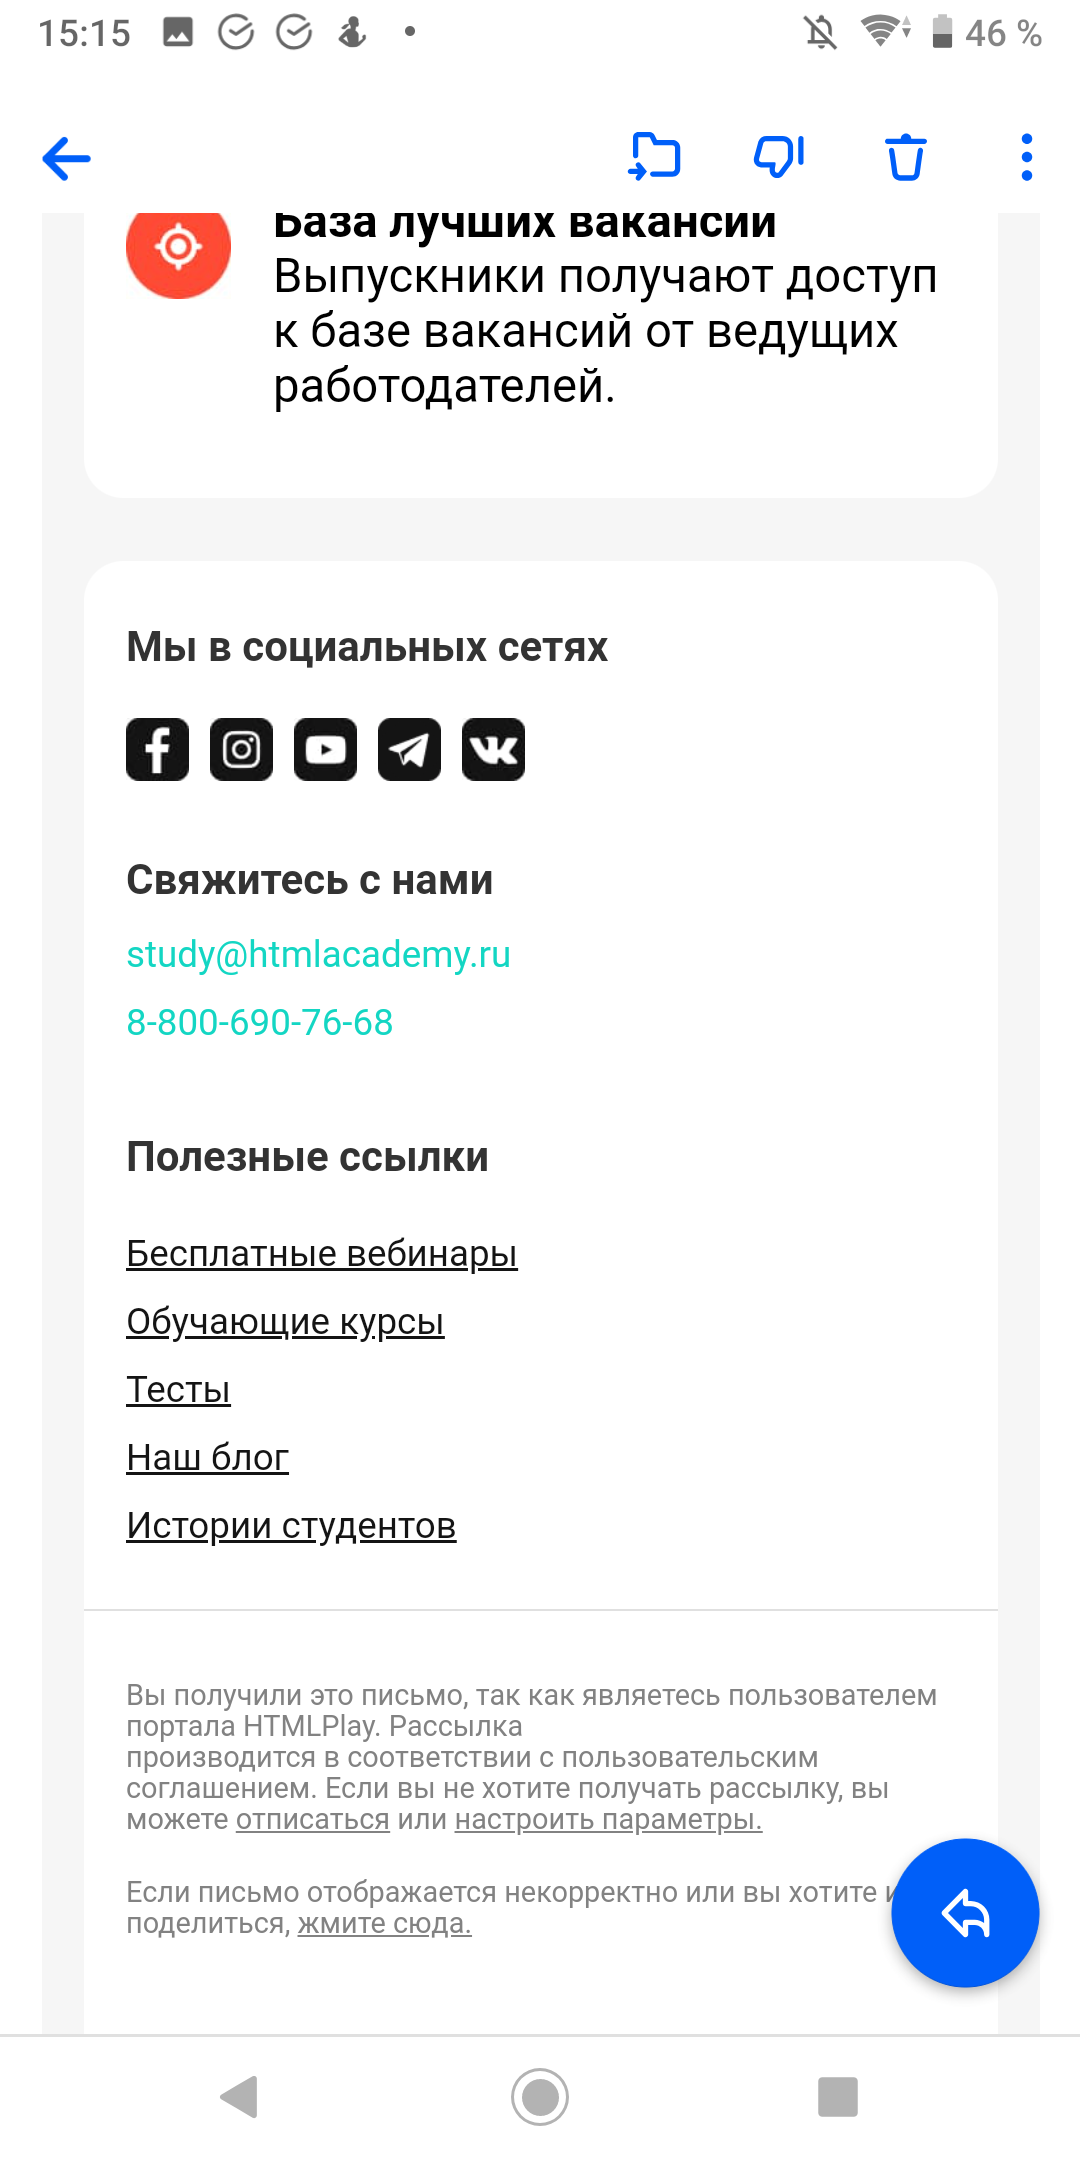 15:15
46 %
База лучших вакансий
Выпускники получают доступ
к базе вакансий от ведущих
работодателей.
Мы в социальных сетях
Свяжитесь с нами
study@htmlacademy.ru
8-800-690-76-68
Полезные ссылки
Бесплатные вебинары
Обучающие курсы
Тесты
Наш блог
Истории студентов
Вы получили это письмо, так как являетесь пользователем
портала HTMLPlay. Рассылка
производится в соответствии с пользовательским
соглашением. Если вы не хотите получать рассылку, вы
можете отписаться или настроить параметры.
Если письмо отображается некорректно или вы хотите
поделиться, жмите сюда.